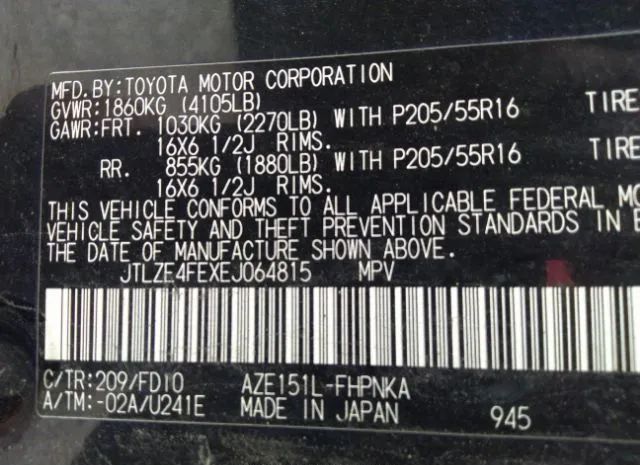 MFD.BY:TOYOTA MOTOR CORPORATION
GVWR:1860KG (4105LB)
GAWR:FRT. 1030KG (2270LB) WITH P205/55R16 TIRE
16X6 1/2J RIMS.
RR. 855KG (1880LB) WITH P205/55R16 TIRE
16X6 1/2J RIMS.
THIS VEHICLE CONFORMS TO ALL APPLICABLE FEDERAL MO
VEHICLE SAFETY AND THEFT PREVENTION STANDARDS IN E
THE DATE OF MANUFACTURE SHOWN ABOVE.
JTLZE4FEXEJ064815 MPV
C/TR:209/FD10 AZE151L-FHPNKA
A/TM:-02A/U241E MADE IN JAPAN 945